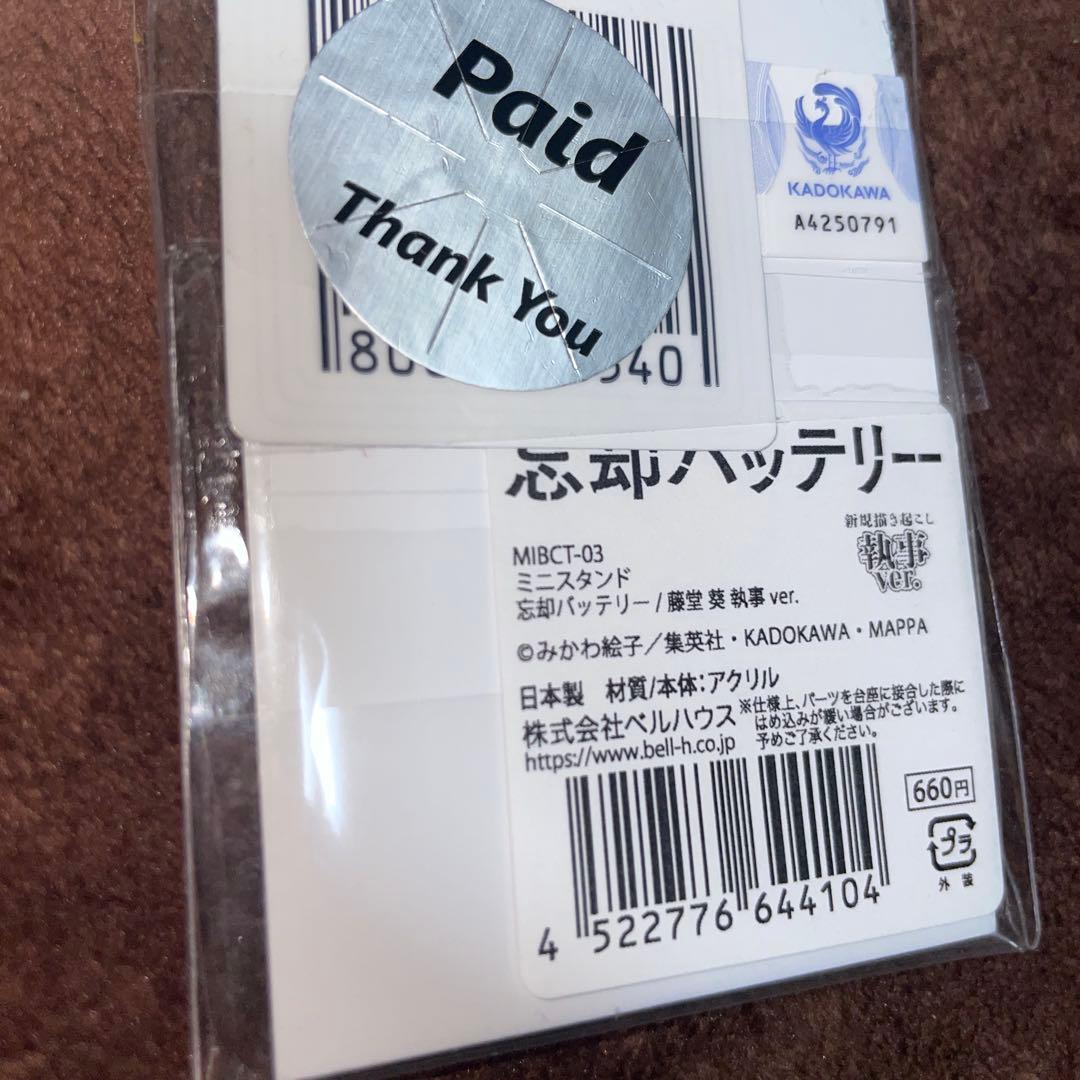 Paid
Thank You
KADOKAWA
A4250791
忘却バッテリー
新規描き起こし
執事
ver.
MIBCT-03
ミニスタンド
忘却バッテリー / 藤堂 葵 執事 ver.
©みかわ絵子／集英社・KADOKAWA・MAPPA
日本製　材質/本体:アクリル
株式会社ベルハウス
https://www.bell-h.co.jp
※仕様上、パーツを台座に接合した際に
はめ込みが緩い場合がございます。
予めご了承ください。
660円
プラ
外装
4 522776 644104